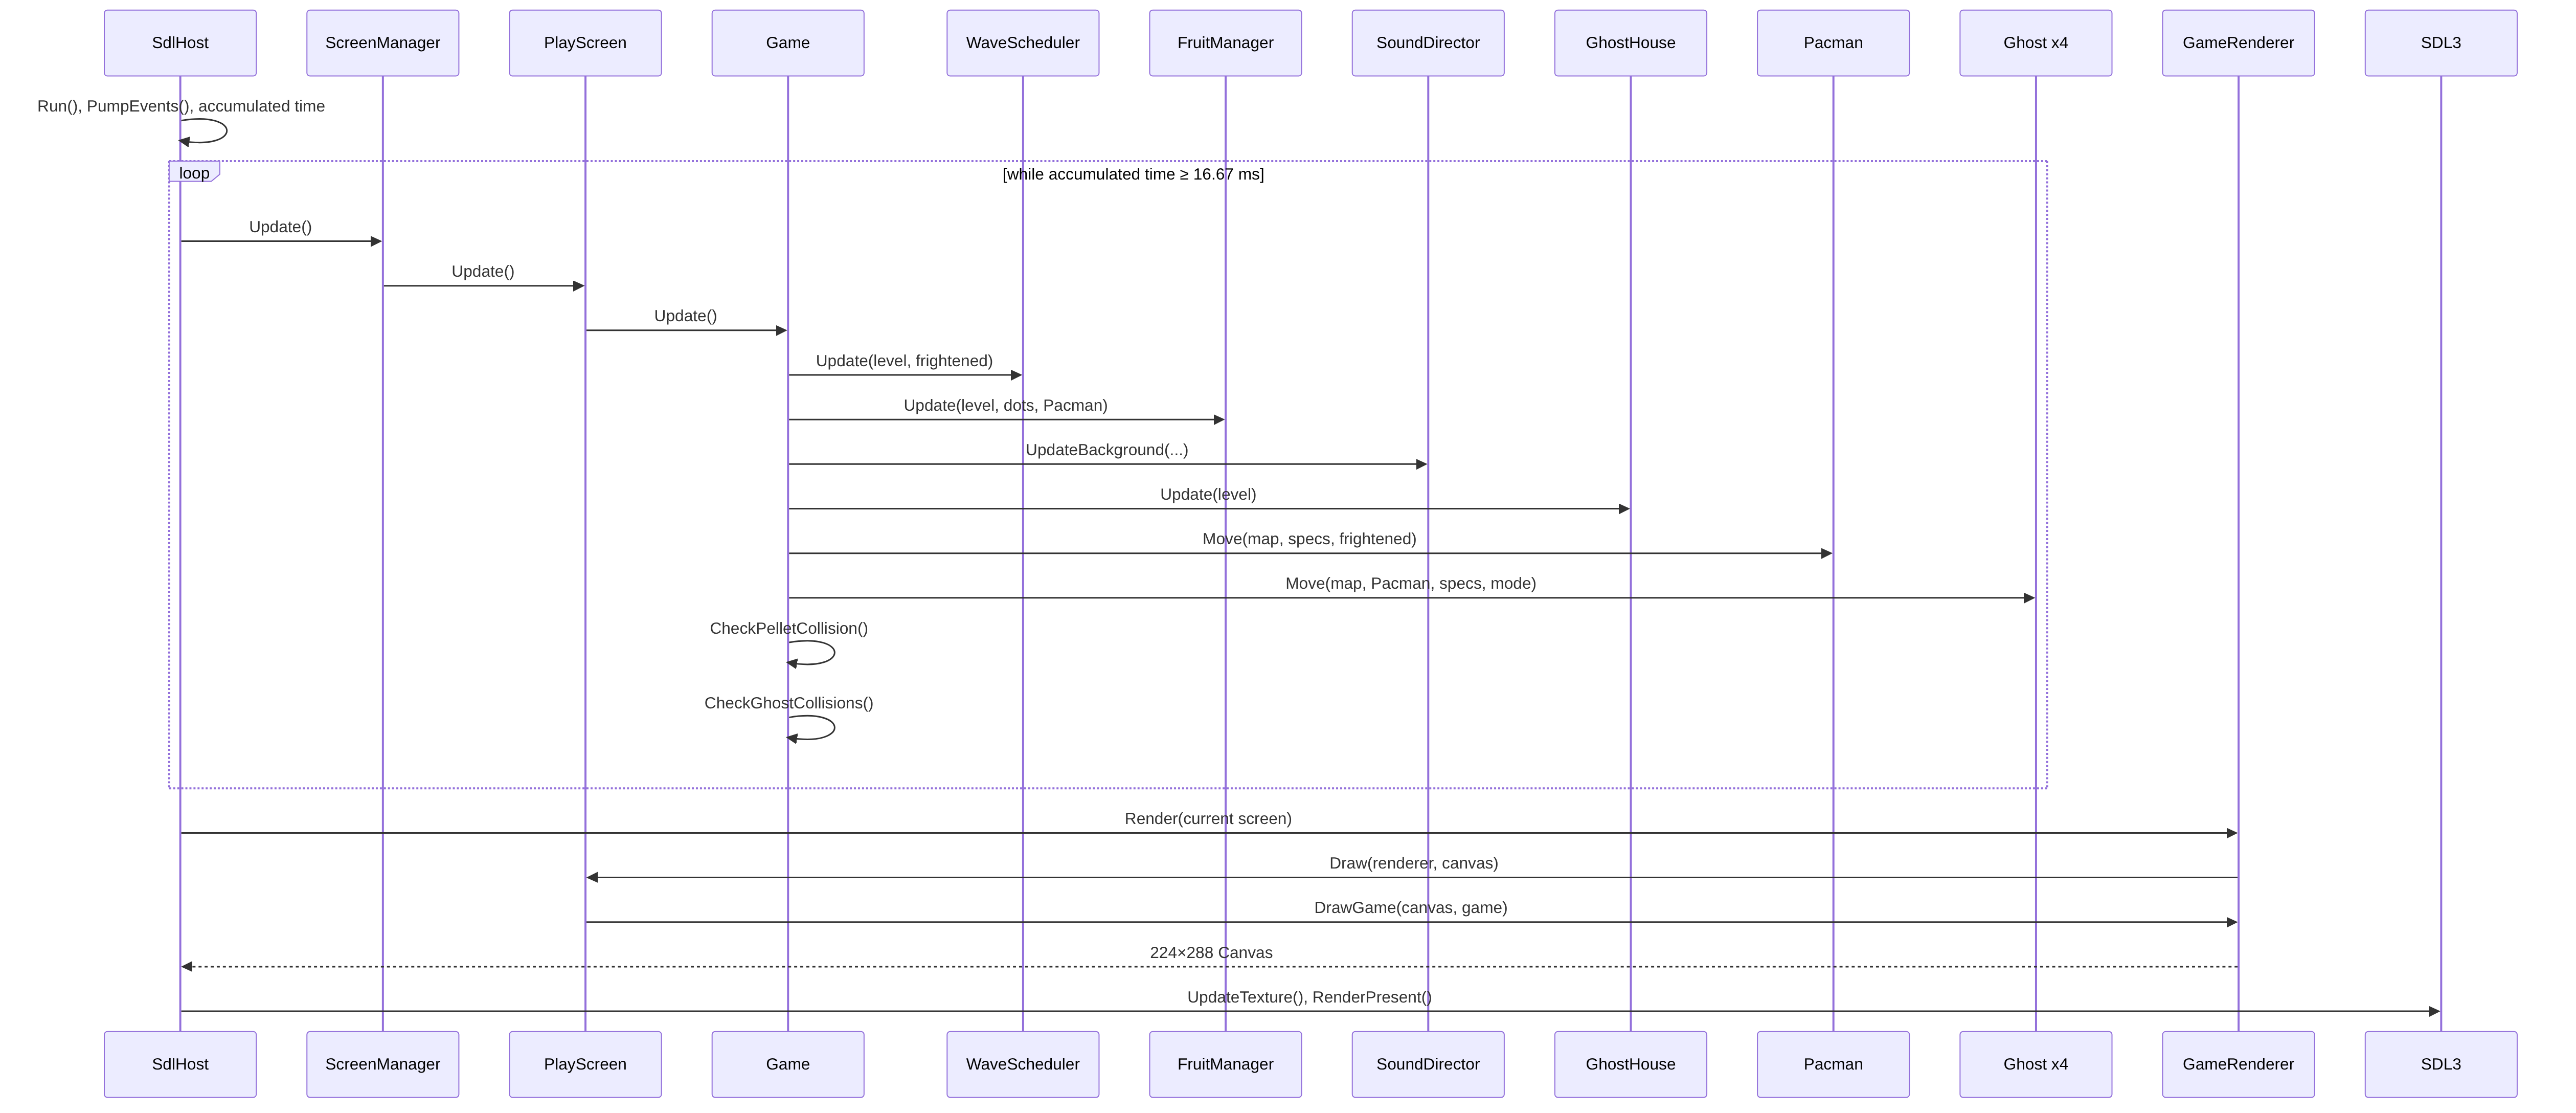 SdlHost
ScreenManager
PlayScreen
Game
WaveScheduler
FruitManager
SoundDirector
GhostHouse
Pacman
Ghost x4
GameRenderer
SDL3
Run(), PumpEvents(), accumulated time
loop
[while accumulated time ≥ 16.67 ms]
Update()
Update()
Update()
Update(level, frightened)
Update(level, dots, Pacman)
UpdateBackground(...)
Update(level)
Move(map, specs, frightened)
Move(map, Pacman, specs, mode)
CheckPelletCollision()
CheckGhostCollisions()
Render(current screen)
Draw(renderer, canvas)
DrawGame(canvas, game)
224×288 Canvas
UpdateTexture(), RenderPresent()
SdlHost
ScreenManager
PlayScreen
Game
WaveScheduler
FruitManager
SoundDirector
GhostHouse
Pacman
Ghost x4
GameRenderer
SDL3